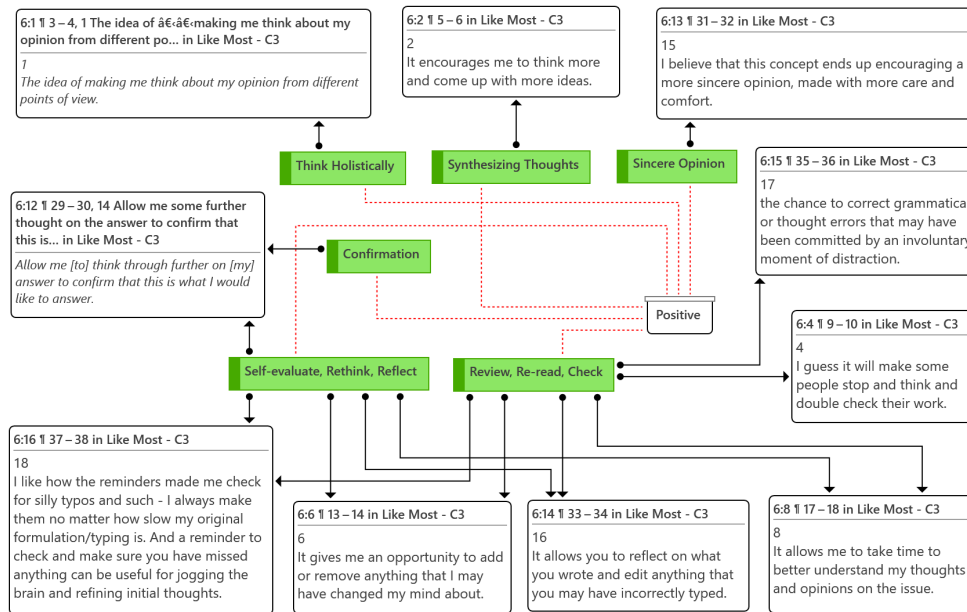 6:1 ¶ 3 – 4, 1 The idea of â€‹â€‹making me think about my
opinion from different po... in Like Most - C3
1
The idea of making me think about my opinion from different
points of view.
6:2 ¶ 5 – 6 in Like Most - C3
2
It encourages me to think more
and come up with more ideas.
6:13 ¶ 31 – 32 in Like Most - C3
15
I believe that this concept ends up encouraging a
more sincere opinion, made with more care and
comfort.
Think Holistically
Synthesizing Thoughts
Sincere Opinion
6:15 ¶ 35 – 36 in Like Most - C3
17
the chance to correct grammatica
or thought errors that may have
been committed by an involuntary
moment of distraction.
6:12 ¶ 29 – 30, 14 Allow me some further
thought on the answer to confirm that
this is... in Like Most - C3
Allow me [to] think through further on [my]
answer to confirm that this is what I would
like to answer.
Confirmation
Positive
6:4 ¶ 9 – 10 in Like Most - C3
4
I guess it will make some
people stop and think and
double check their work.
Self-evaluate, Rethink, Reflect
Review, Re-read, Check
6:16 ¶ 37 – 38 in Like Most - C3
18
I like how the reminders made me check
for silly typos and such - I always make
them no matter how slow my original
formulation/typing is. And a reminder to
check and make sure you have missed
anything can be useful for jogging the
brain and refining initial thoughts.
6:6 ¶ 13 – 14 in Like Most - C3
6
It gives me an opportunity to add
or remove anything that I may
have changed my mind about.
6:14 ¶ 33 – 34 in Like Most - C3
16
It allows you to reflect on what
you wrote and edit anything that
you may have incorrectly typed.
6:8 ¶ 17 – 18 in Like Most - C3
8
It allows me to take time to
better understand my thoughts
and opinions on the issue.